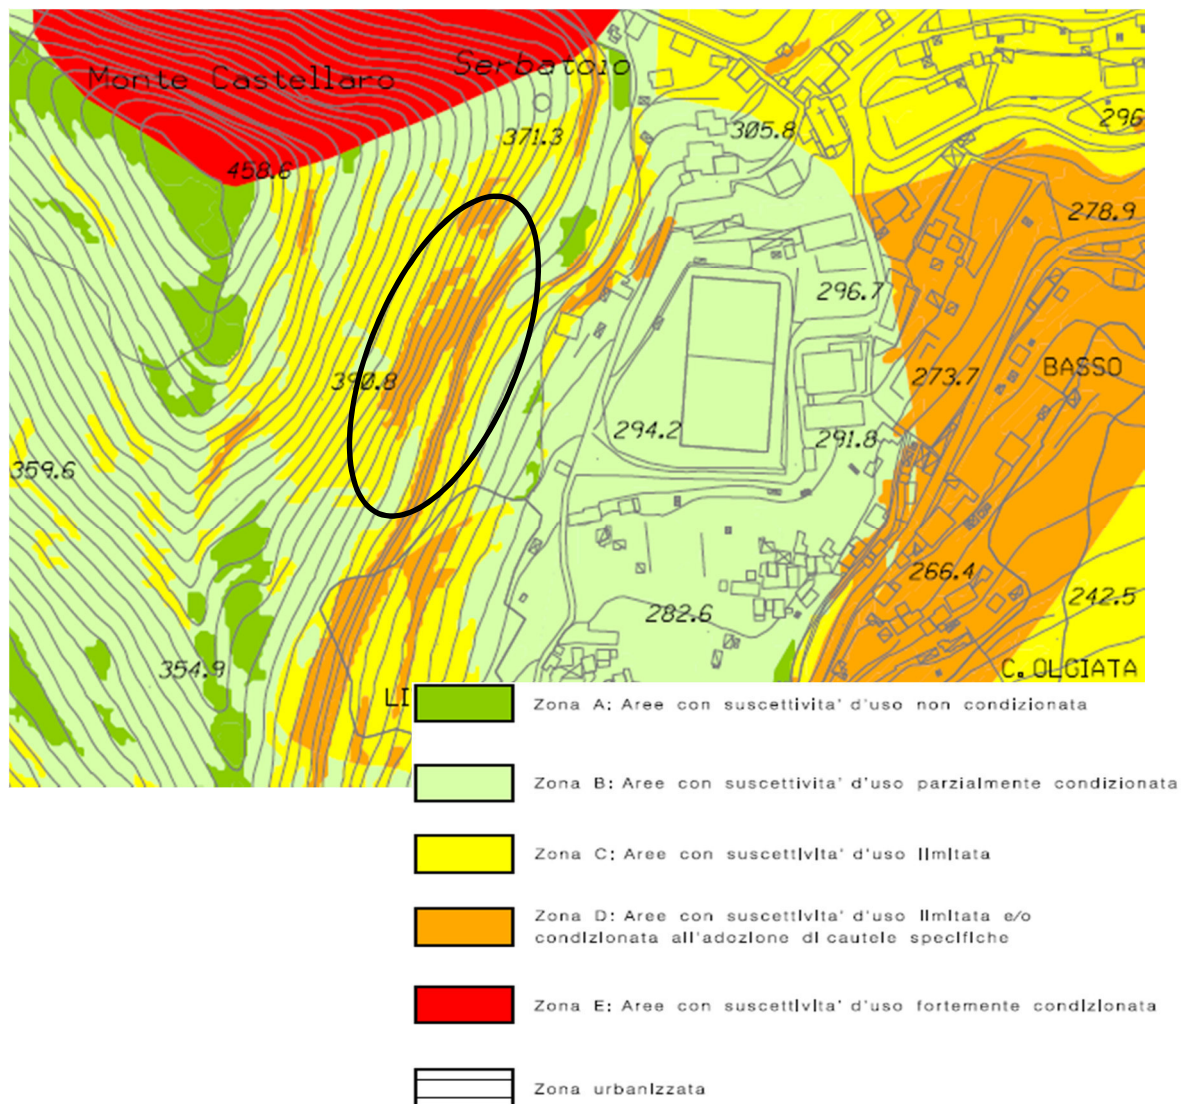 Monte Castellaro
Serbatoio
371.3
305.8
296
458.6
278.9
296.7
390.8
273.7
BASSO
294.2
291.8
359.6
266.4
242.5
282.6
354.9
C. OLGIATA
LI
Zona A: Aree con suscettivita' d'uso non condizionata
Zona B: Aree con suscettivita' d'uso parzialmente condizionata
Zona C: Aree con suscettivita' d'uso limitata
Zona D: Aree con suscettivita' d'uso limitata e/o
condizionata all'adozione di cautele specifiche
Zona E: Aree con suscettivita' d'uso fortemente condizionata
Zona urbanizzata